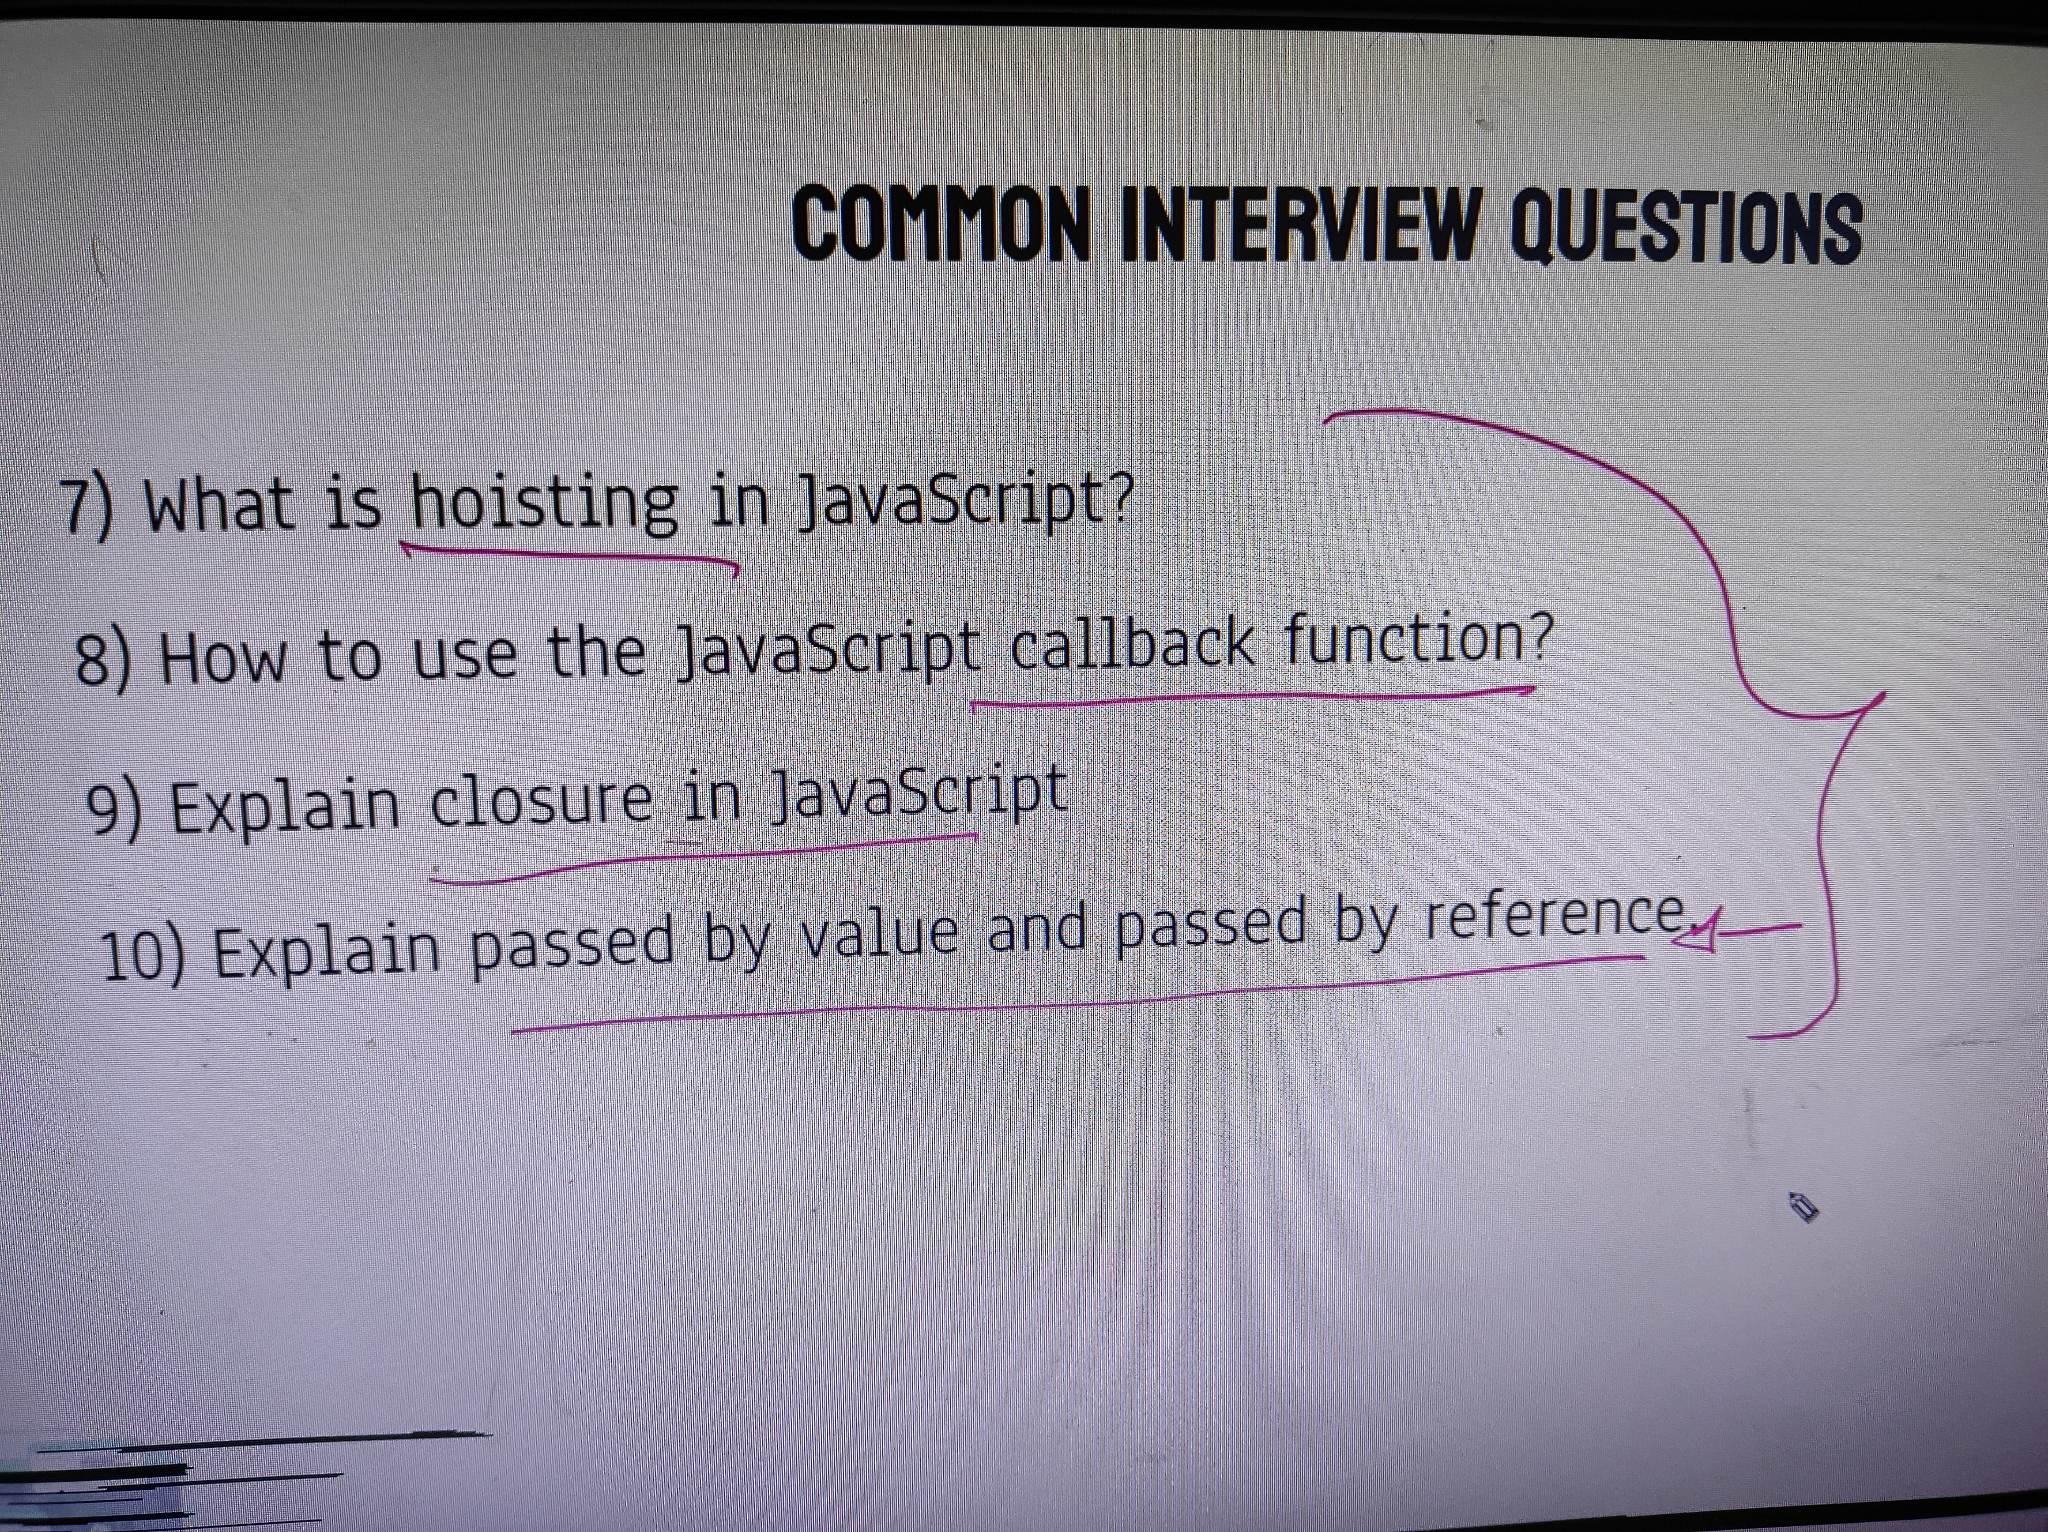 COMMON INTERVIEW QUESTIONS
7) What is hoisting in JavaScript?
8) How to use the JavaScript callback function?
9) Explain closure in JavaScript
10) Explain passed by value and passed by reference.